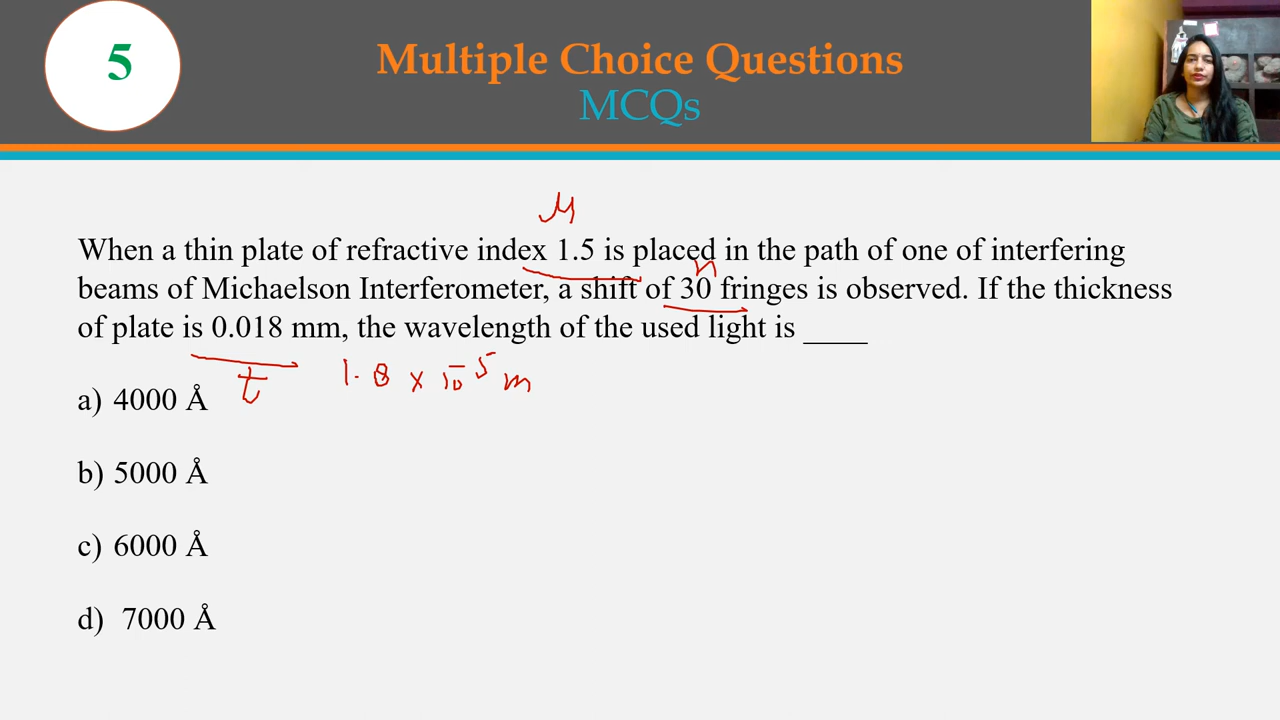 5
Multiple Choice Questions
MCQs
μ
When a thin plate of refractive index 1.5 is placed in the path of one of interfering
n
beams of Michaelson Interferometer, a shift of 30 fringes is observed. If the thickness
of plate is 0.018 mm, the wavelength of the used light is ____
t 1.8 x 10⁻⁵ m
a) 4000 Å
b) 5000 Å
c) 6000 Å
d) 7000 Å